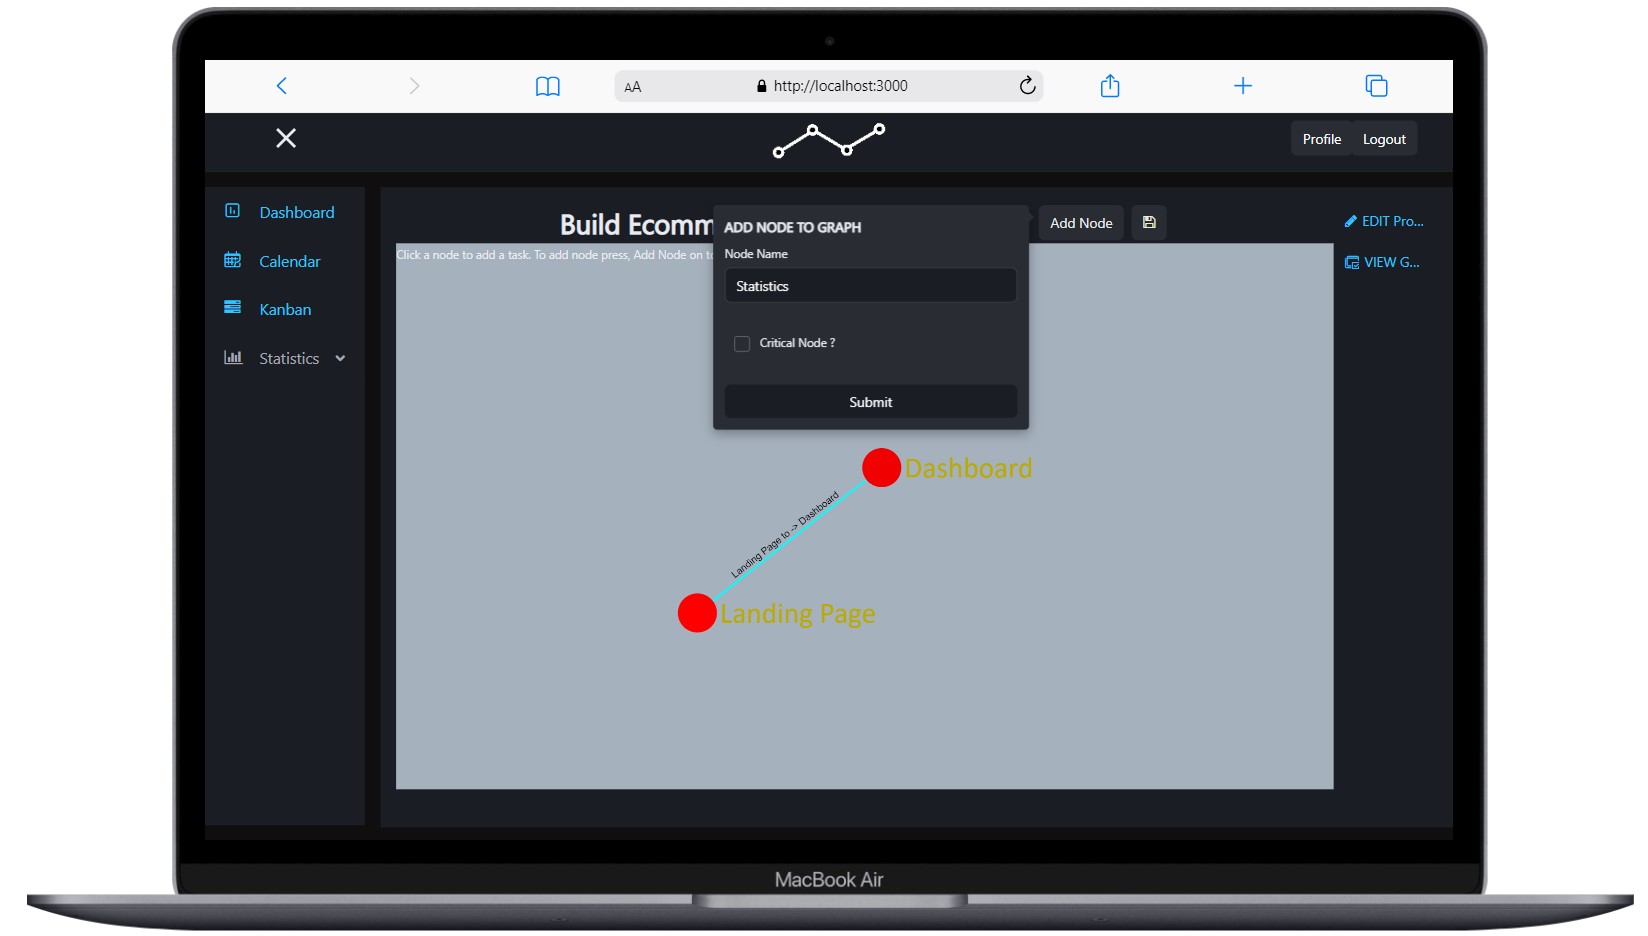 AA http://localhost:3000
Profile Logout
Dashboard
Calendar
Kanban
Statistics
Build Ecomm
Add Node
EDIT Pro...
VIEW G...
Click a node to add a task. To add node press, Add Node on to
ADD NODE TO GRAPH
Node Name
Statistics
Critical Node ?
Submit
Dashboard
Landing Page to -> Dashboard
Landing Page
MacBook Air